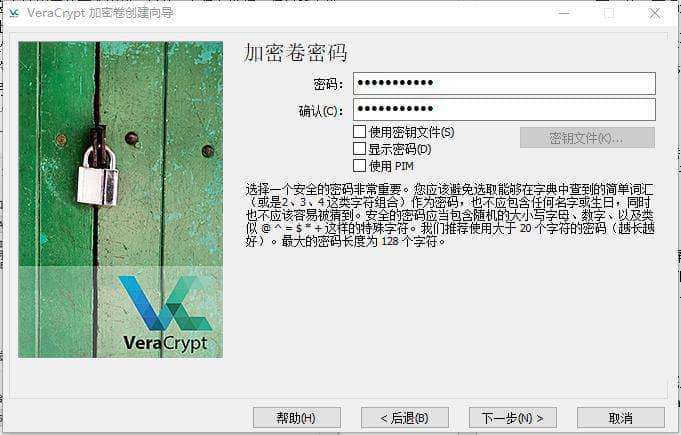 VeraCrypt 加密卷创建向导
加密卷密码
密码：
确认(C)：
使用密钥文件(S)
密钥文件(K)...
显示密码(D)
使用 PIM
选择一个安全的密码非常重要。您应该避免选取能够在字典中查到的简单词汇
（或是2、3、4 这类字符组合）作为密码，也不应包含任何名字或生日，同时
也不应该容易被猜到。安全的密码应当包含随机的大小写字母、数字、以及类
似 @ ^ = $ * + 这样的特殊字符。我们推荐使用大于 20 个字符的密码（越长越
好）。最大的密码长度为 128 个字符。
VeraCrypt
帮助(H)
< 后退(B)
下一步(N) >
取消